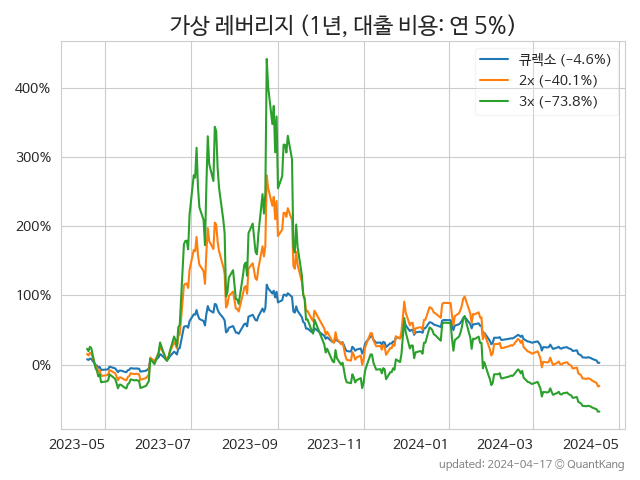 가상 레버리지 (1년, 대출 비용: 연 5%)
큐렉소 (−4.6%)
2x (−40.1%)
3x (−73.8%)
400%
300%
200%
100%
0%
2023-05 2023-07 2023-09 2023-11 2024-01 2024-03 2024-05
updated: 2024-04-17 © QuantKang